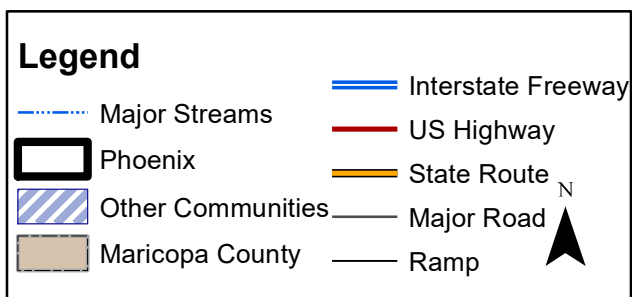 Legend
Major Streams
Phoenix
Other Communities
Maricopa County
Interstate Freeway
US Highway
State Route
Major Road
Ramp
N